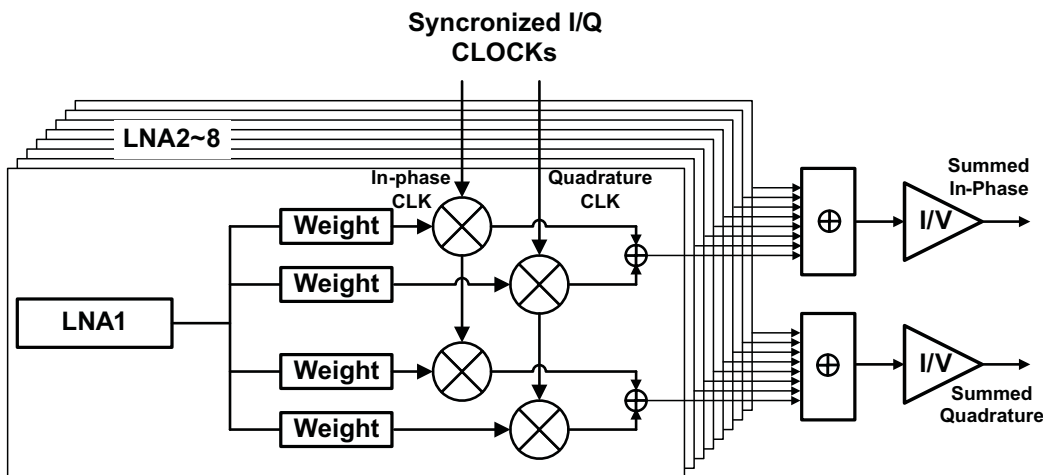 Syncronized I/Q
CLOCKs
LNA2~8
In-phase
CLK
Quadrature
CLK
Summed
In-Phase
Weight
I/V
Weight
LNA1
Weight
I/V
Weight
Summed
Quadrature